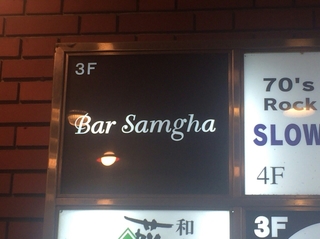 3F
Bar Samgha
70's
Rock
SLOW
4F
和
3F